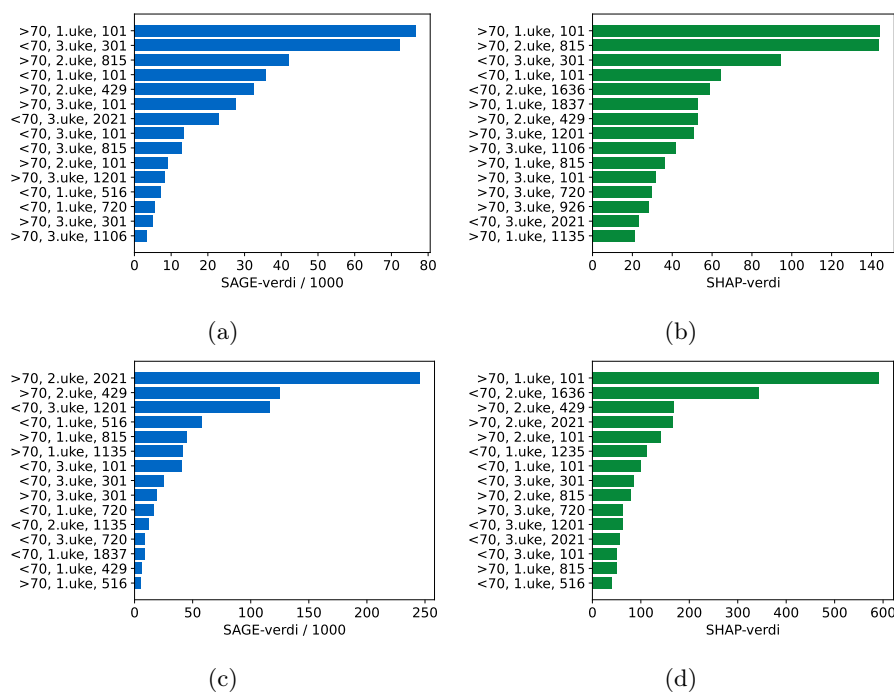 >70, 1.uke, 101
<70, 3.uke, 301
>70, 2.uke, 815
<70, 1.uke, 101
>70, 2.uke, 429
>70, 3.uke, 101
<70, 3.uke, 2021
<70, 3.uke, 101
<70, 3.uke, 815
>70, 2.uke, 101
>70, 3.uke, 1201
<70, 1.uke, 516
<70, 1.uke, 720
>70, 3.uke, 301
>70, 3.uke, 1106
0 10 20 30 40 50 60 70 80
SAGE-verdi / 1000
(a)
>70, 1.uke, 101
>70, 2.uke, 815
<70, 3.uke, 301
<70, 1.uke, 101
<70, 2.uke, 1636
>70, 1.uke, 1837
>70, 2.uke, 429
>70, 3.uke, 1201
>70, 3.uke, 1106
>70, 1.uke, 815
>70, 3.uke, 101
>70, 3.uke, 720
>70, 3.uke, 926
<70, 3.uke, 2021
>70, 1.uke, 1135
0 20 40 60 80 100 120 140
SHAP-verdi
(b)
>70, 2.uke, 2021
>70, 2.uke, 429
<70, 3.uke, 1201
<70, 1.uke, 516
>70, 1.uke, 815
>70, 1.uke, 1135
<70, 3.uke, 101
<70, 3.uke, 301
>70, 3.uke, 301
<70, 1.uke, 720
<70, 2.uke, 1135
<70, 3.uke, 720
<70, 1.uke, 1837
<70, 1.uke, 429
>70, 1.uke, 516
0 50 100 150 200 250
SAGE-verdi / 1000
(c)
>70, 1.uke, 101
<70, 2.uke, 1636
>70, 2.uke, 429
>70, 2.uke, 2021
>70, 2.uke, 101
<70, 1.uke, 1235
<70, 1.uke, 101
<70, 3.uke, 301
>70, 2.uke, 815
>70, 3.uke, 720
<70, 3.uke, 1201
<70, 3.uke, 2021
<70, 3.uke, 101
>70, 1.uke, 815
<70, 1.uke, 516
0 100 200 300 400 500 600
SHAP-verdi
(d)